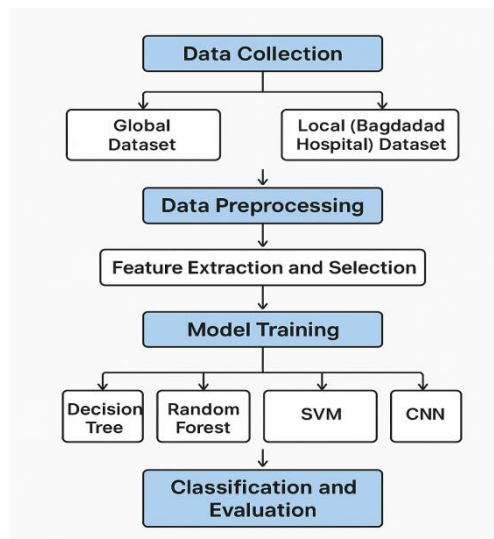 Data Collection
Global
Dataset
Local (Bagdadad
Hospital) Dataset
Data Preprocessing
Feature Extraction and Selection
Model Training
Decision
Tree
Random
Forest
SVM
CNN
Classification and
Evaluation